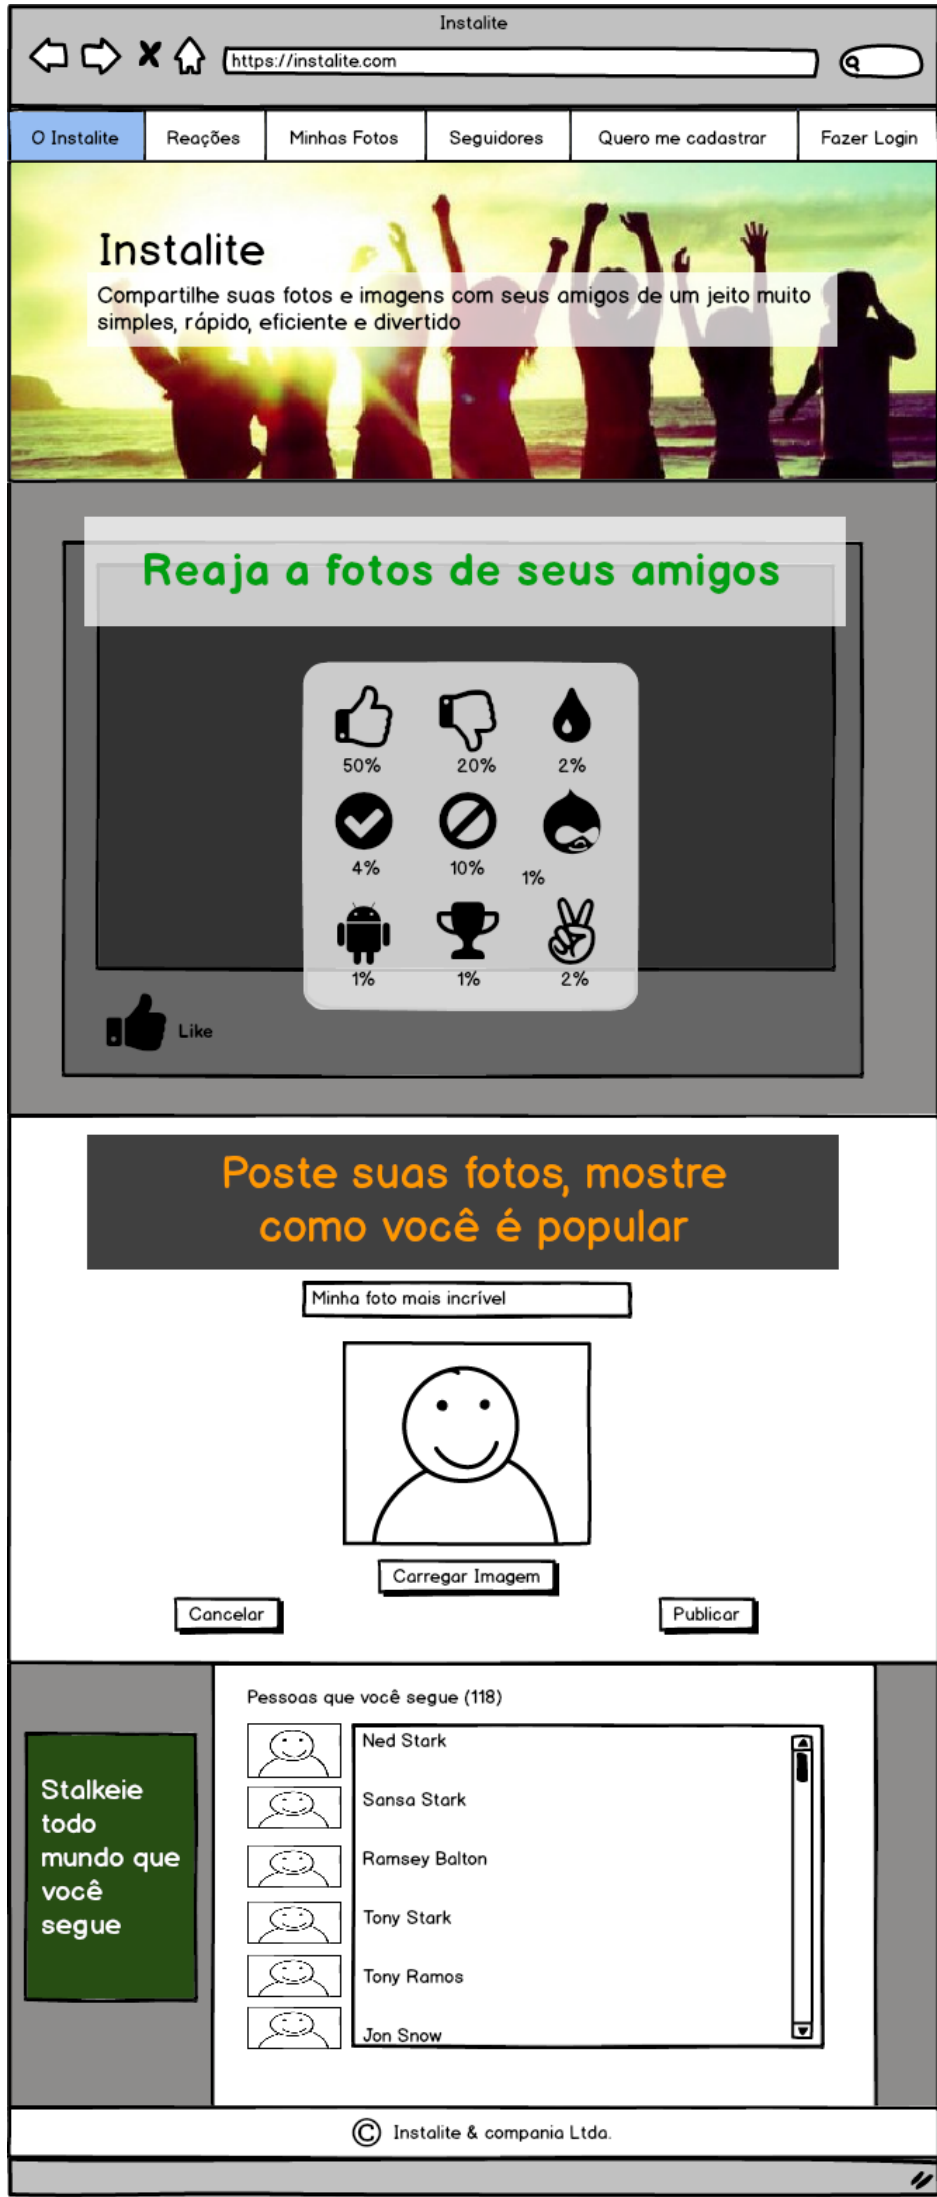 Instalite
https://instalite.com
O Instalite
Reações
Minhas Fotos
Seguidores
Quero me cadastrar
Fazer Login
Instalite
Compartilhe suas fotos e imagens com seus amigos de um jeito muito
simples, rápido, eficiente e divertido
Reaja a fotos de seus amigos
50% 20% 2%
4% 10% 1%
1% 1% 2%
Like
Poste suas fotos, mostre
como você é popular
Minha foto mais incrível
Carregar Imagem
Cancelar
Publicar
Stalkeie
todo
mundo que
você
segue
Pessoas que você segue (118)
Ned Stark
Sansa Stark
Ramsey Balton
Tony Stark
Tony Ramos
Jon Snow
© Instalite & compania Ltda.